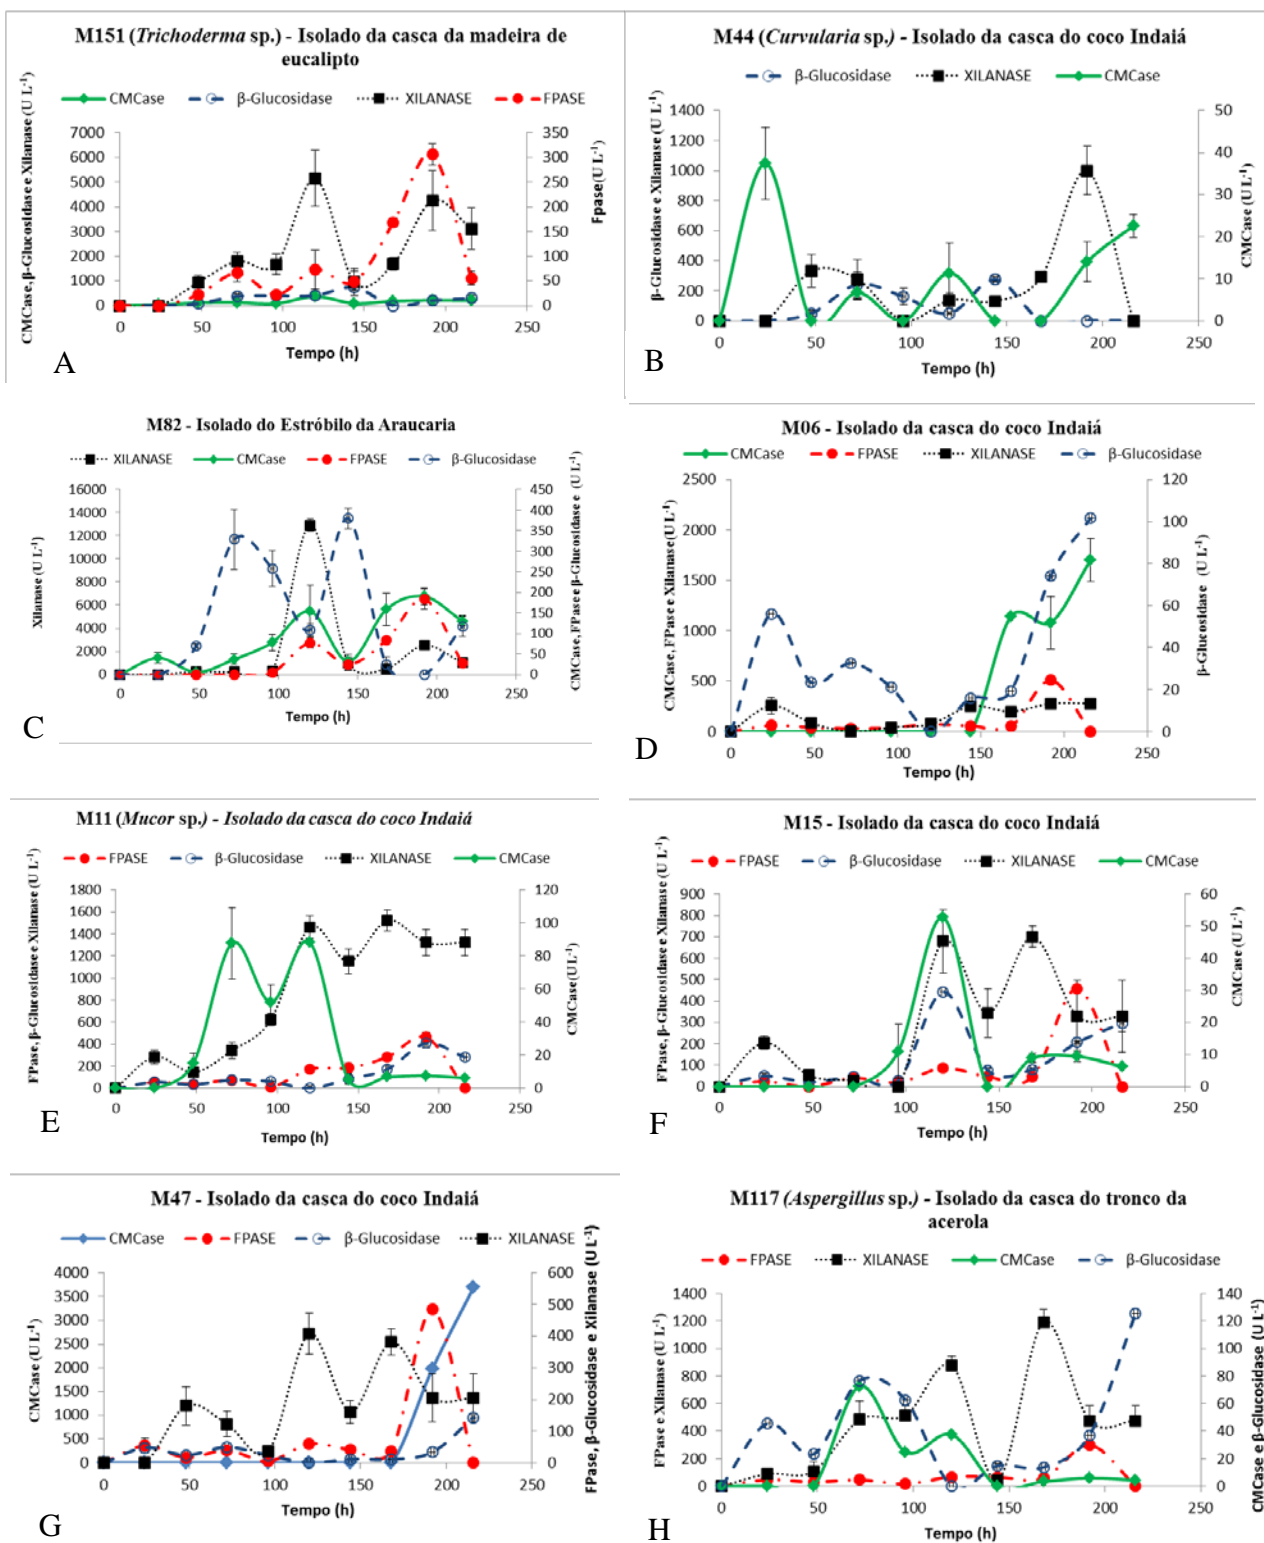 M151 (Trichoderma sp.) - Isolado da casca da madeira de
eucalipto
CMCase β-Glucosidase XILANASE FPASE
CMCase, β-Glucosidase e Xilanase (U L-1)
7000
6000
5000
4000
3000
2000
1000
0
350
300
250
200
150
100
50
0
Fpase(U L-1)
0 50 100 150 200 250
Tempo (h)
A
M44 (Curvularia sp.) - Isolado da casca do coco Indaiá
β-Glucosidase XILANASE CMCase
β-Glucosidase e Xilanase (U L-1)
1400
1200
1000
800
600
400
200
0
50
40
30
20
10
0
CMCase (U L-1)
0 50 100 150 200 250
Tempo (h)
B
M82 - Isolado do Estróbilo da Araucaria
XILANASE CMCase FPASE β-Glucosidase
Xilanase (U L-1)
16000
14000
12000
10000
8000
6000
4000
2000
0
450
400
350
300
250
200
150
100
50
0
CMCase, FPase e β-Glucosidase e (U L-1)
0 50 100 150 200 250
Tempo (h)
C
M06 - Isolado da casca do coco Indaiá
CMCase FPASE XILANASE β-Glucosidase
CMCase, FPase e Xilanase (U L-1)
2500
2000
1500
1000
500
0
120
100
80
60
40
20
0
β-Glucosidase (U L-1)
0 50 100 150 200 250
Tempo (h)
D
M11 (Mucor sp.) - Isolado da casca do coco Indaiá
FPASE β-Glucosidase XILANASE CMCase
FPase, β-Glucosidase e Xilanase (U L-1)
1800
1600
1400
1200
1000
800
600
400
200
0
120
100
80
60
40
20
0
CMCase(U L-1)
0 50 100 150 200 250
Tempo (h)
E
M15 - Isolado da casca do coco Indaiá
FPASE β-Glucosidase XILANASE CMCase
FPase, β-Glucosidase e Xilanase (U L-1)
900
800
700
600
500
400
300
200
100
0
60
50
40
30
20
10
0
CMCase (U L-1)
0 50 100 150 200 250
Tempo (h)
F
M47 - Isolado da casca do coco Indaiá
CMCase FPASE β-Glucosidase XILANASE
CMCase (U L-1)
4000
3500
3000
2500
2000
1500
1000
500
0
600
500
400
300
200
100
0
FPase, β-Glucosidase e Xilanase (U L-1)
0 50 100 150 200 250
Tempo (h)
G
M117 (Aspergillus sp.) - Isolado da casca do tronco da
acerola
FPASE XILANASE CMCase β-Glucosidase
FPase e Xilanase (U L-1)
1400
1200
1000
800
600
400
200
0
140
120
100
80
60
40
20
0
CMCase e β-Glucosidase (U L-1)
0 50 100 150 200 250
Tempo (h)
H